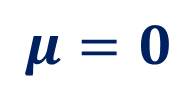 μ = 0